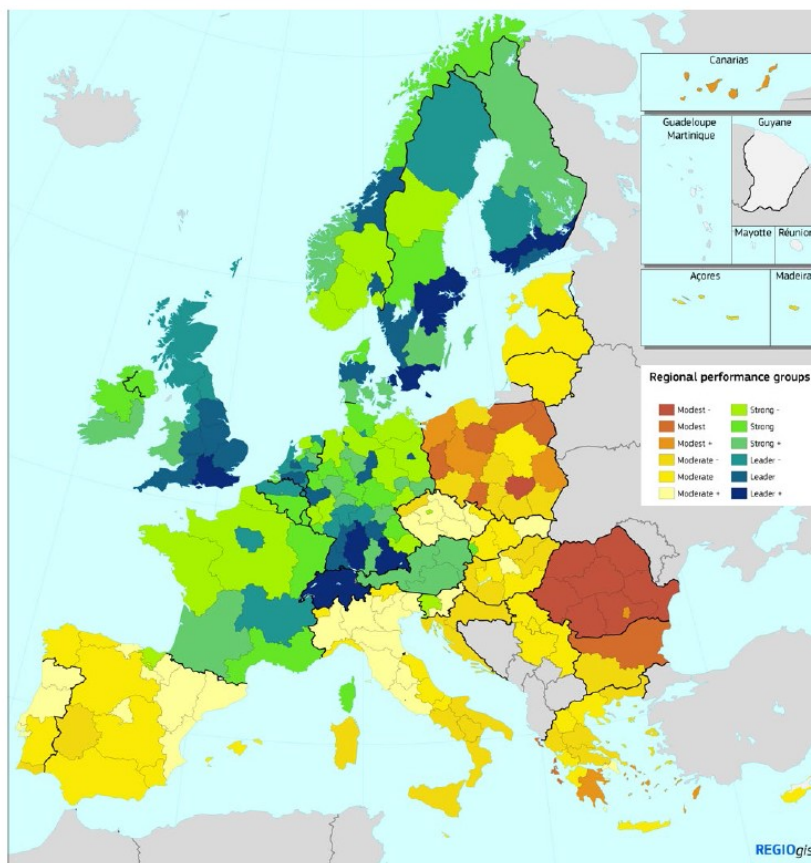 Canarias
Guadeloupe
Martinique
Guyane
Mayotte
Réunion
Açores
Madeira
Regional performance groups
Modest -
Modest
Modest +
Moderate -
Moderate
Moderate +
Strong -
Strong
Strong +
Leader -
Leader
Leader +
REGIOgis